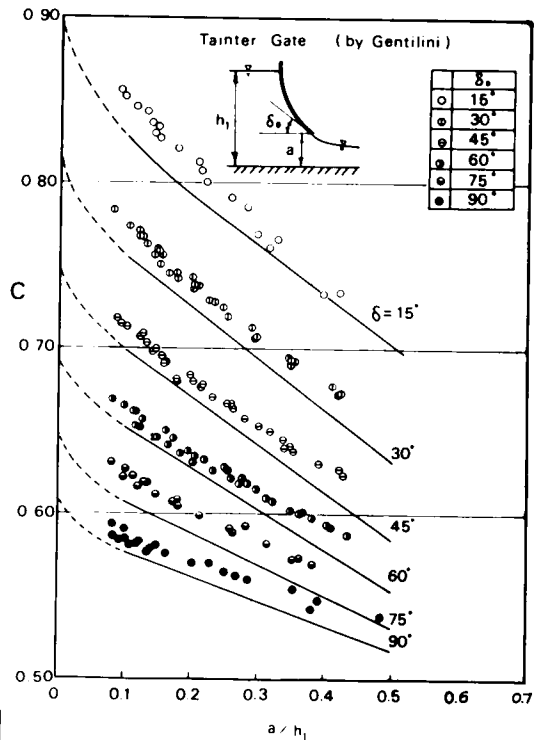 Tainter Gate (by Gentilini)
h₁
δ₀
a
δ₀
15°
30°
45°
60°
75°
90°
0.90
0.80
C
0.70
0.60
0.50
δ = 15°
30°
45°
60°
75°
90°
0 0.1 0.2 0.3 0.4 0.5 0.6 0.7
a / h₁